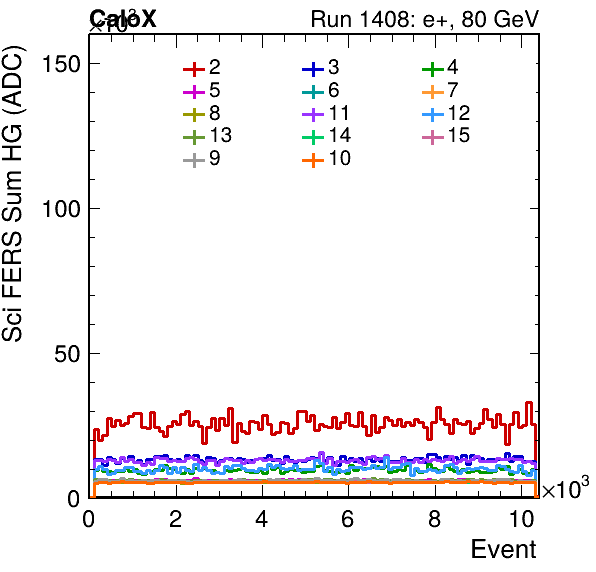 CaloX Run 1408: e+, 80 GeV
×10³
Sci FERS Sum HG (ADC)
150
100
50
0
2 3 4
5 6 7
8 11 12
13 14 15
9 10
0 2 4 6 8 10 ×10³
Event